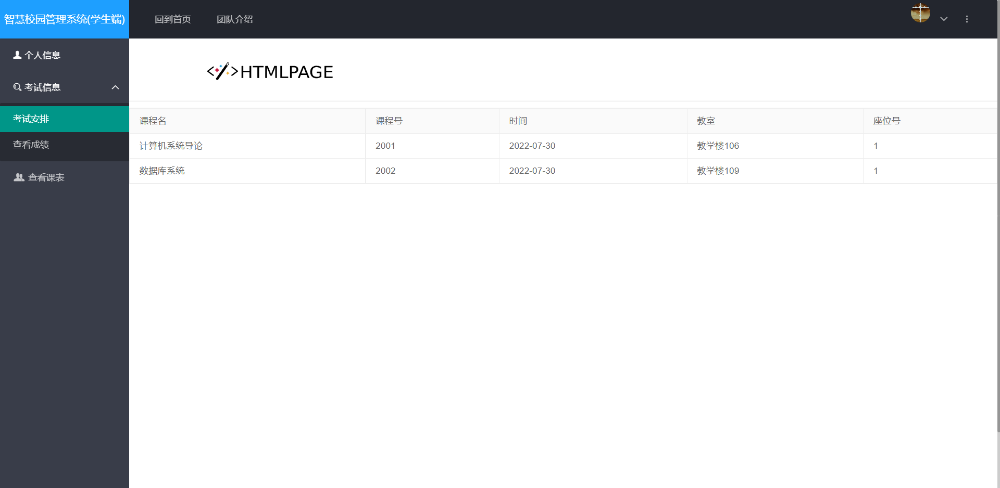 智慧校园管理系统(学生端)
回到首页
团队介绍
个人信息
考试信息
考试安排
查看成绩
查看课表
HTMLPAGE
课程名 课程号 时间 教室 座位号
计算机系统导论 2001 2022-07-30 教学楼106 1
数据库系统 2002 2022-07-30 教学楼109 1